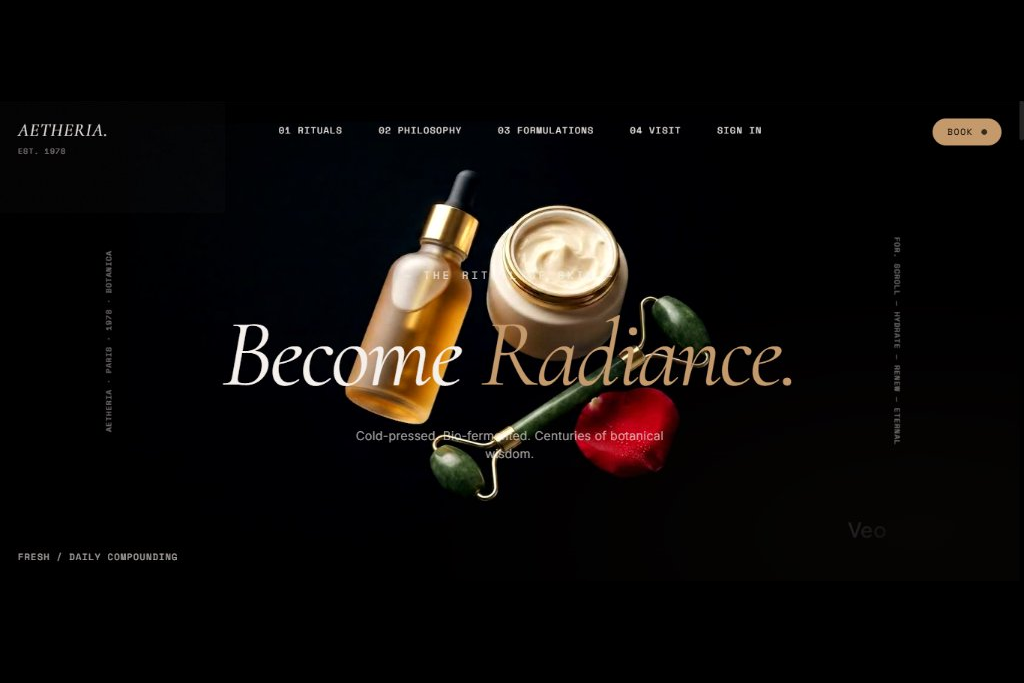 AETHERIA.
EST. 1978
01 RITUALS
02 PHILOSOPHY
03 FORMULATIONS
04 VISIT
SIGN IN
BOOK
AETHERIA · PARIS · 1978 · BOTANICA
THE
Become Radiance.
Cold-pressed. Bio-fermented. Centuries of botanical
wisdom.
FOR. SCROLL — HYDRATE — RENEW — ETERNAL
Veo
FRESH / DAILY COMPOUNDING